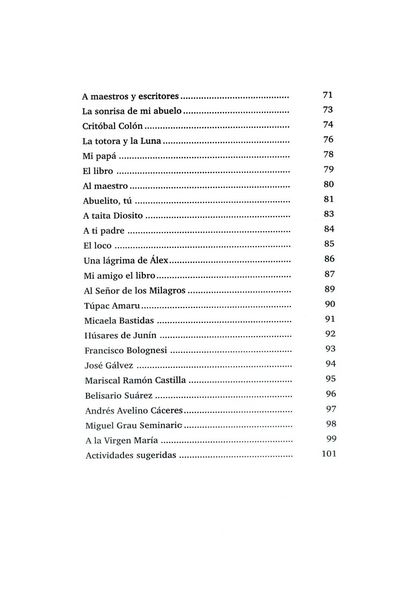 A maestros y escritores .......................................... 71
La sonrisa de mi abuelo .......................................... 73
Critóbal Colón .......................................... 74
La totora y la Luna .......................................... 76
Mi papá .......................................... 78
El libro .......................................... 79
Al maestro .......................................... 80
Abuelito, tú .......................................... 81
A taita Diosito .......................................... 83
A ti padre .......................................... 84
El loco .......................................... 85
Una lágrima de Álex .......................................... 86
Mi amigo el libro .......................................... 87
Al Señor de los Milagros .......................................... 89
Túpac Amaru .......................................... 90
Micaela Bastidas .......................................... 91
Húsares de Junín .......................................... 92
Francisco Bolognesi .......................................... 93
José Gálvez .......................................... 94
Mariscal Ramón Castilla .......................................... 95
Belisario Suárez .......................................... 96
Andrés Avelino Cáceres .......................................... 97
Miguel Grau Seminario .......................................... 98
A la Virgen María .......................................... 99
Actividades sugeridas .......................................... 101